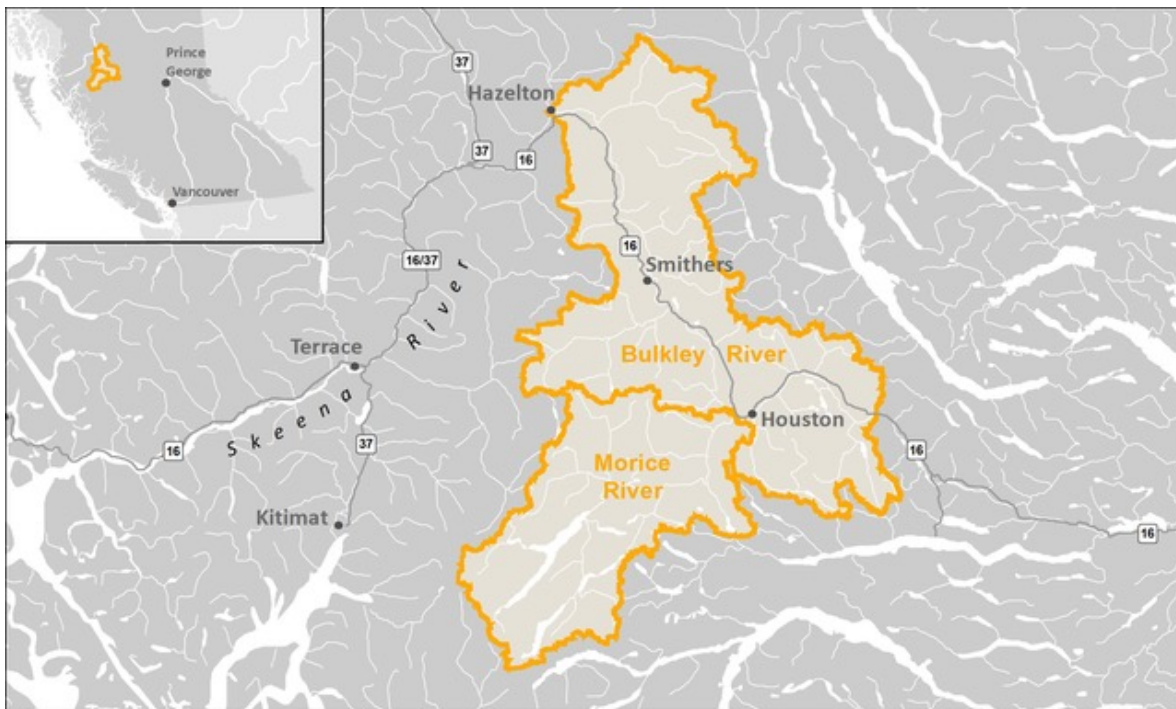 Prince
George
Vancouver
37
Hazelton
37
16
16
16/37
Smithers
Skeena River
Terrace
Bulkley River
Houston
16
37
16
Morice
River
Kitimat
16